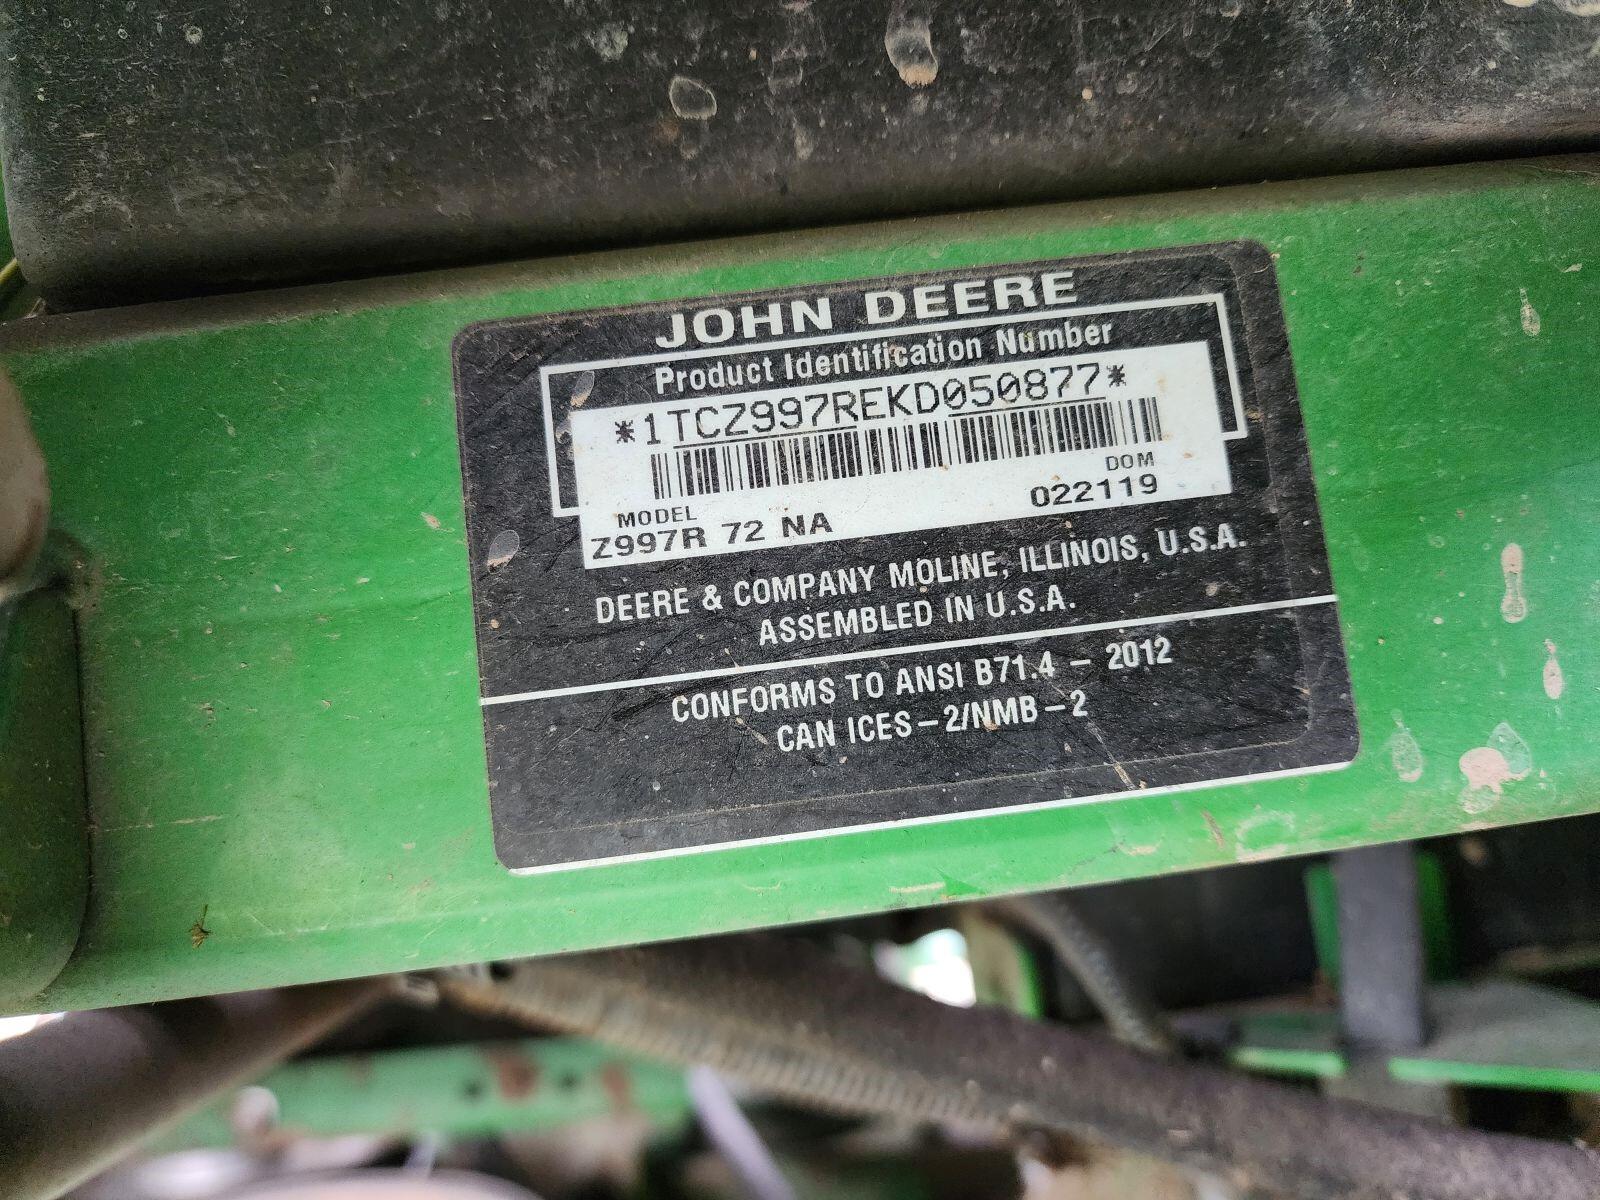 JOHN DEERE
Product Identification Number
*1TCZ997REKD050877*
DOM
022119
MODEL
Z997R 72 NA
DEERE & COMPANY MOLINE, ILLINOIS, U.S.A.
ASSEMBLED IN U.S.A.
CONFORMS TO ANSI B71.4 – 2012
CAN ICES – 2/NMB – 2